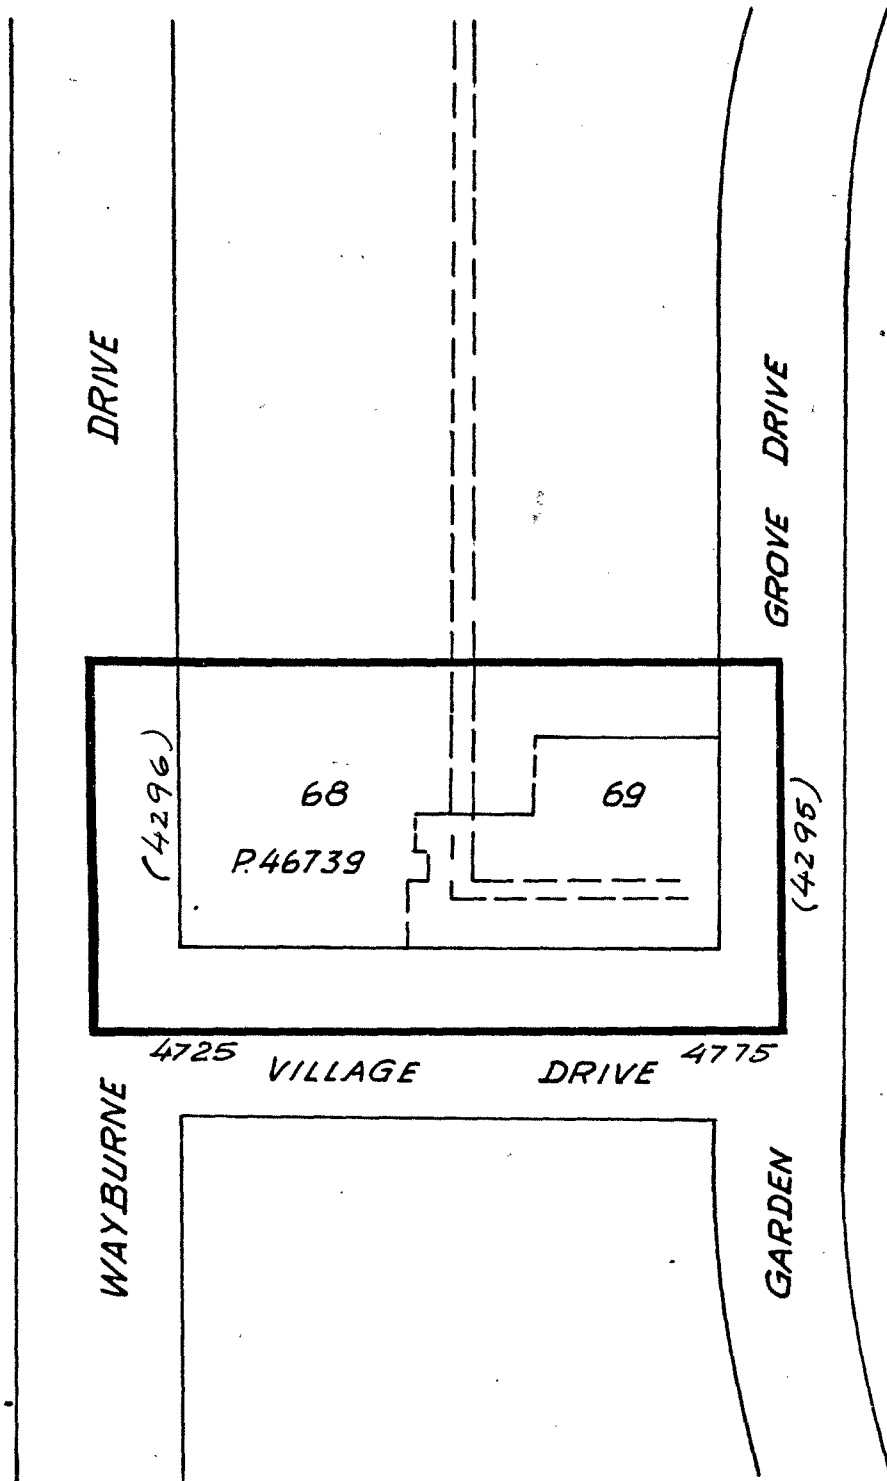 WAYBURNE DRIVE
GARDEN GROVE DRIVE
(4296)
68
69
P.46739
(4295)
4725
4775
VILLAGE DRIVE